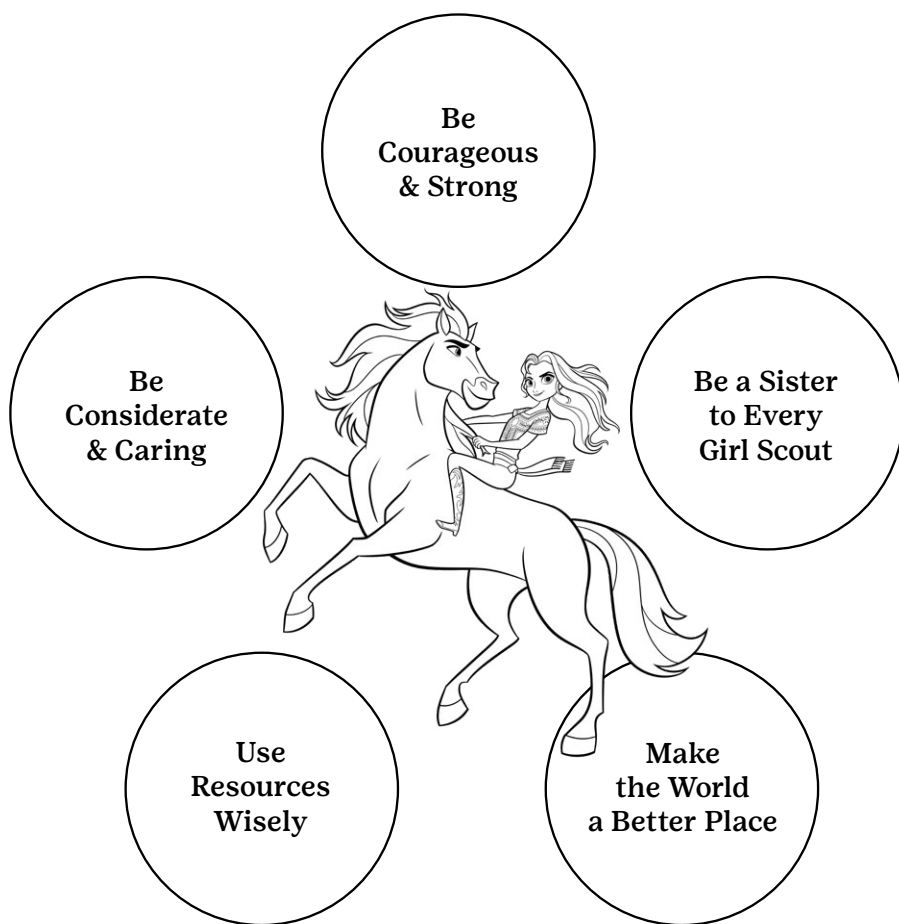 Be
Courageous
& Strong
Be
Considerate
& Caring
Be a Sister
to Every
Girl Scout
Use
Resources
Wisely
Make
the World
a Better Place